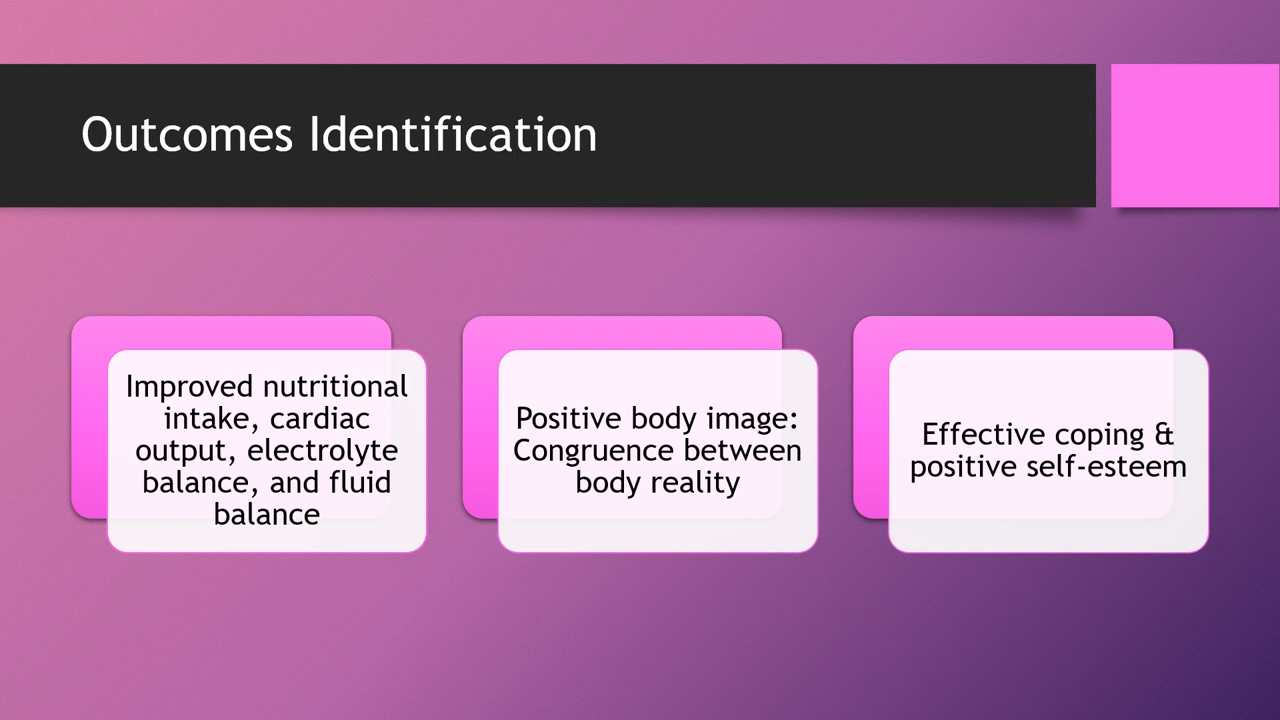 Outcomes Identification
Improved nutritional
intake, cardiac
output, electrolyte
balance, and fluid
balance
Positive body image:
Congruence between
body reality
Effective coping &
positive self-esteem